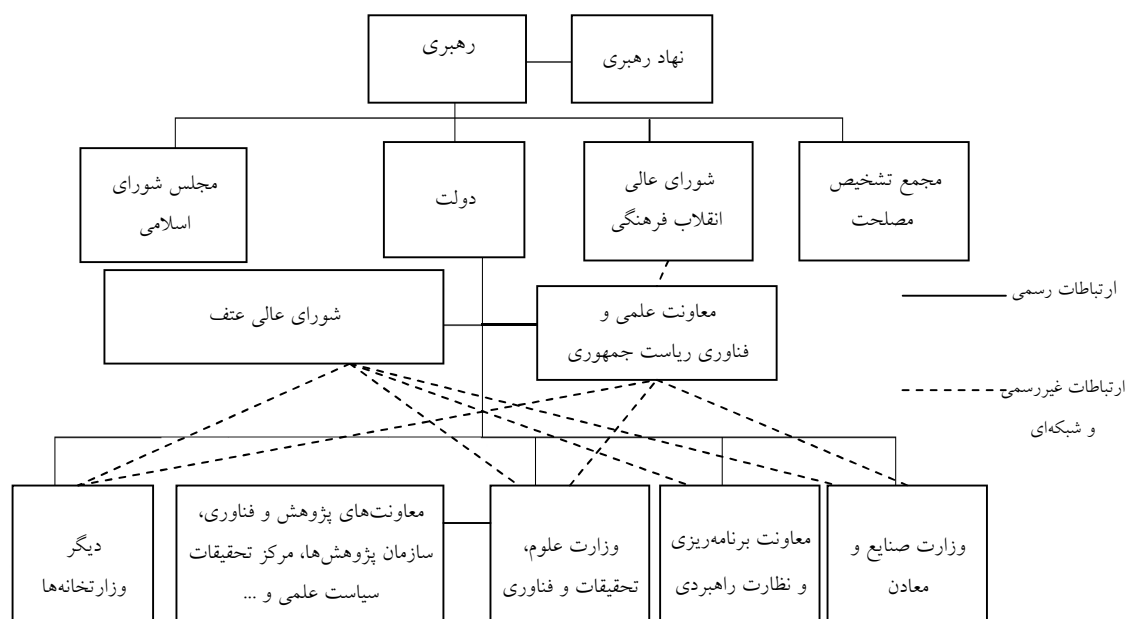 رهبری
نهاد رهبری
مجمع تشخیص
مصلحت
شورای عالی
انقلاب فرهنگی
دولت
مجلس شورای
اسلامی
ارتباطات رسمی
معاونت علمی و
فناوری ریاست جمهوری
شورای عالی عتف
ارتباطات غیررسمی
و شبکه‌ای
وزارت صنایع و
معادن
معاونت برنامه‌ریزی
و نظارت راهبردی
وزارت علوم،
تحقیقات و فناوری
معاونت‌های پژوهش و فناوری،
سازمان پژوهش‌ها، مرکز تحقیقات
سیاست علمی و ...
دیگر
وزارتخانه‌ها